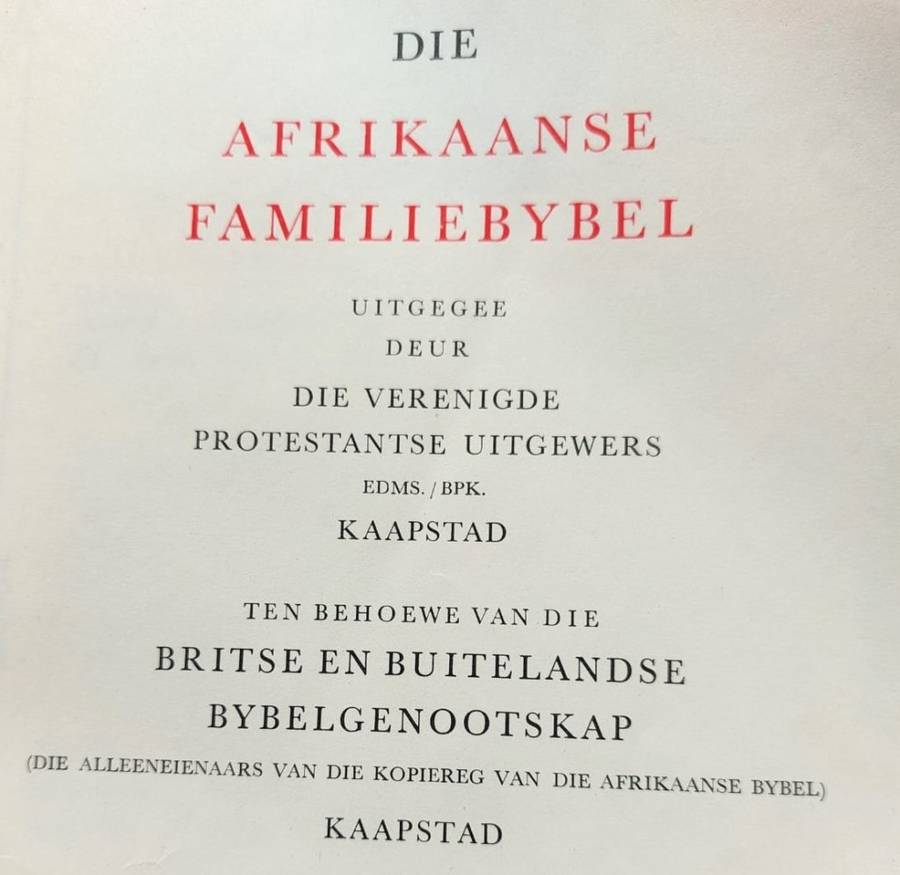 DIE
AFRIKAANSE
FAMILIEBYBEL
UITGEGEE
DEUR
DIE VERENIGDE
PROTESTANTSE UITGEWERS
EDMS. / BPK.
KAAPSTAD
TEN BEHOEWE VAN DIE
BRITSE EN BUITELANDSE
BYBELGENOOTSKAP
(DIE ALLEENEIENAARS VAN DIE KOPIEREG VAN DIE AFRIKAANSE BYBEL)
KAAPSTAD